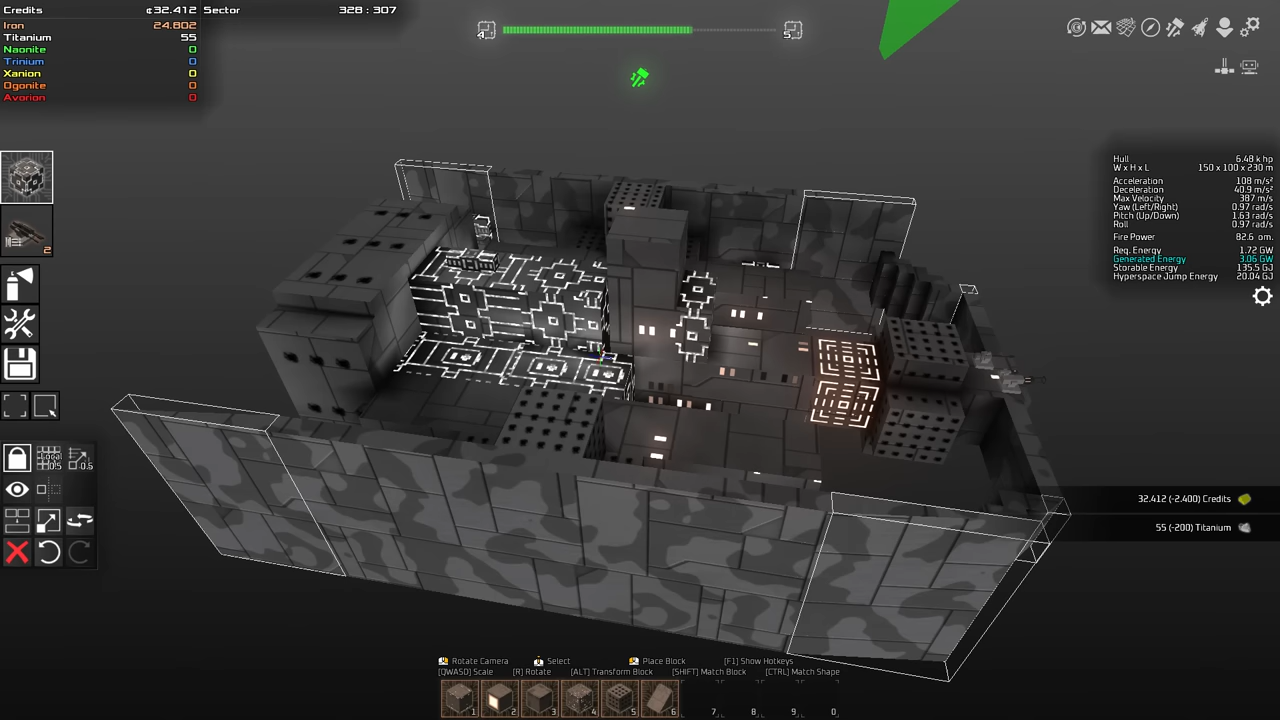 Credits ¢32.412 Sector 328 : 307
Iron 24.802
Titanium 55
Naonite 0
Trinium 0
Xanion 0
Ogonite 0
Avorion 0
4 5
2
Hull 6.48 k hp
W x H x L 150 x 100 x 230 m
Acceleration 108 m/s²
Deceleration 40.9 m/s²
Max Velocity 387 m/s
Yaw (Left/Right) 0.97 rad/s
Pitch (Up/Down) 1.63 rad/s
Roll 0.97 rad/s
Fire Power 82.6 om.
Req. Energy 1.72 GW
Generated Energy 3.06 GW
Storable Energy 135.5 GJ
Hyperspace Jump Energy 20.04 GJ
Local
0.5 0.5
32.412 (-2.400) Credits
55 (-200) Titanium
Rotate Camera Select Place Block [F1] Show Hotkeys
[QWASD] Scale [R] Rotate [ALT] Transform Block [SHIFT] Match Block [CTRL] Match Shape
1 2 3 4 5 6 7 8 9 0